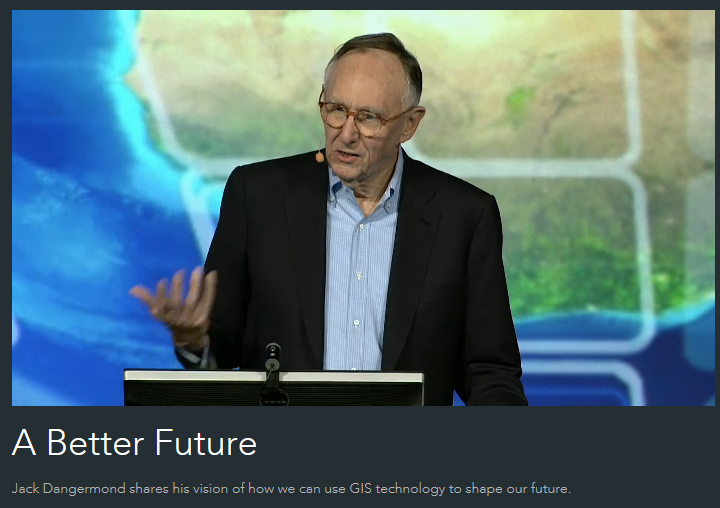 A Better Future
Jack Dangermond shares his vision of how we can use GIS technology to shape our future.